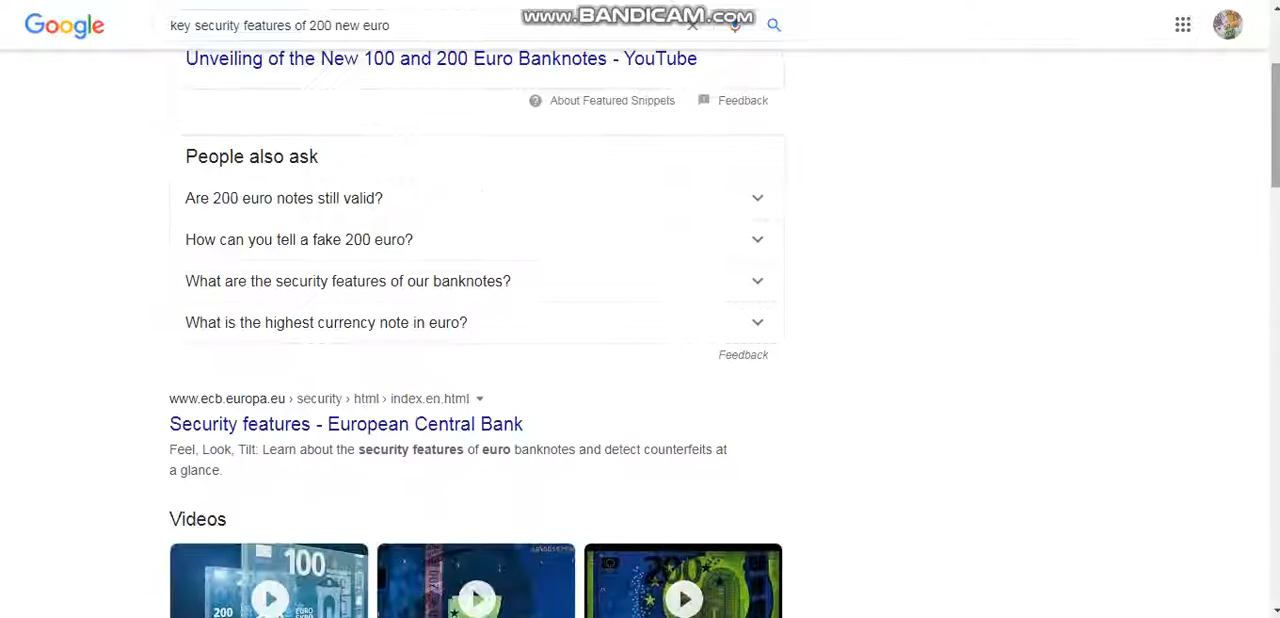 www.BANDICAM.com
Google
key security features of 200 new euro
Unveiling of the New 100 and 200 Euro Banknotes - YouTube
About Featured Snippets
Feedback
People also ask
Are 200 euro notes still valid?
How can you tell a fake 200 euro?
What are the security features of our banknotes?
What is the highest currency note in euro?
Feedback
www.ecb.europa.eu › security › html › index.en.html
Security features - European Central Bank
Feel, Look, Tilt: Learn about the security features of euro banknotes and detect counterfeits at
a glance.
Videos
100
200
EURO
200
200